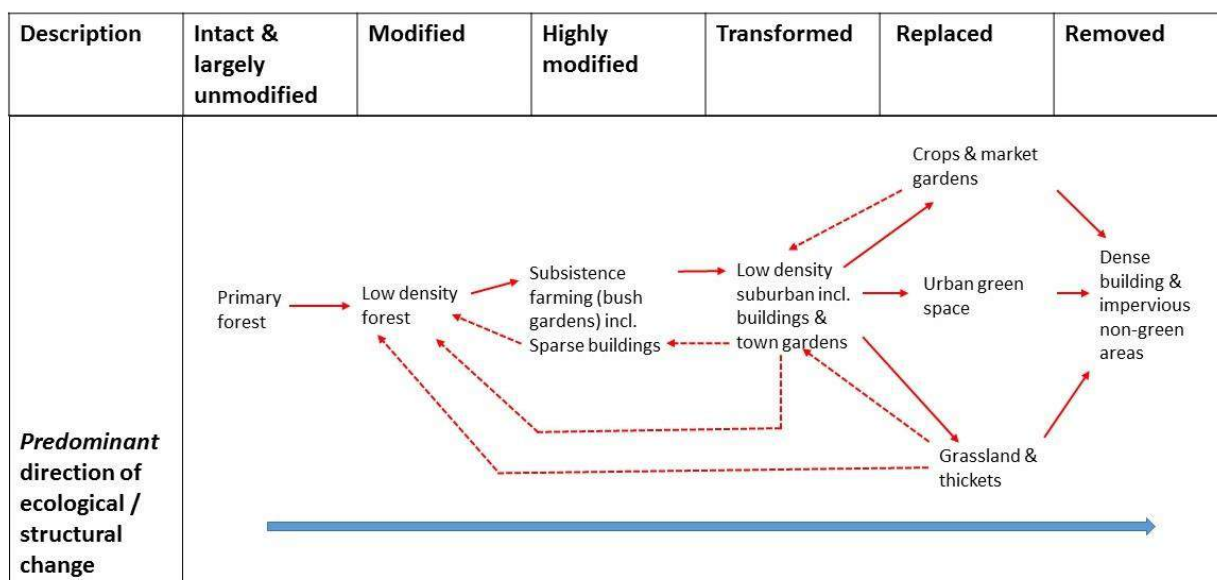 Description
Intact &
largely
unmodified
Modified
Highly
modified
Transformed
Replaced
Removed
Predominant
direction of
ecological /
structural
change
Primary
forest
Low density
forest
Subsistence
farming (bush
gardens) incl.
Sparse buildings
Low density
suburban incl.
buildings &
town gardens
Crops & market
gardens
Urban green
space
Grassland &
thickets
Dense
building &
impervious
non-green
areas